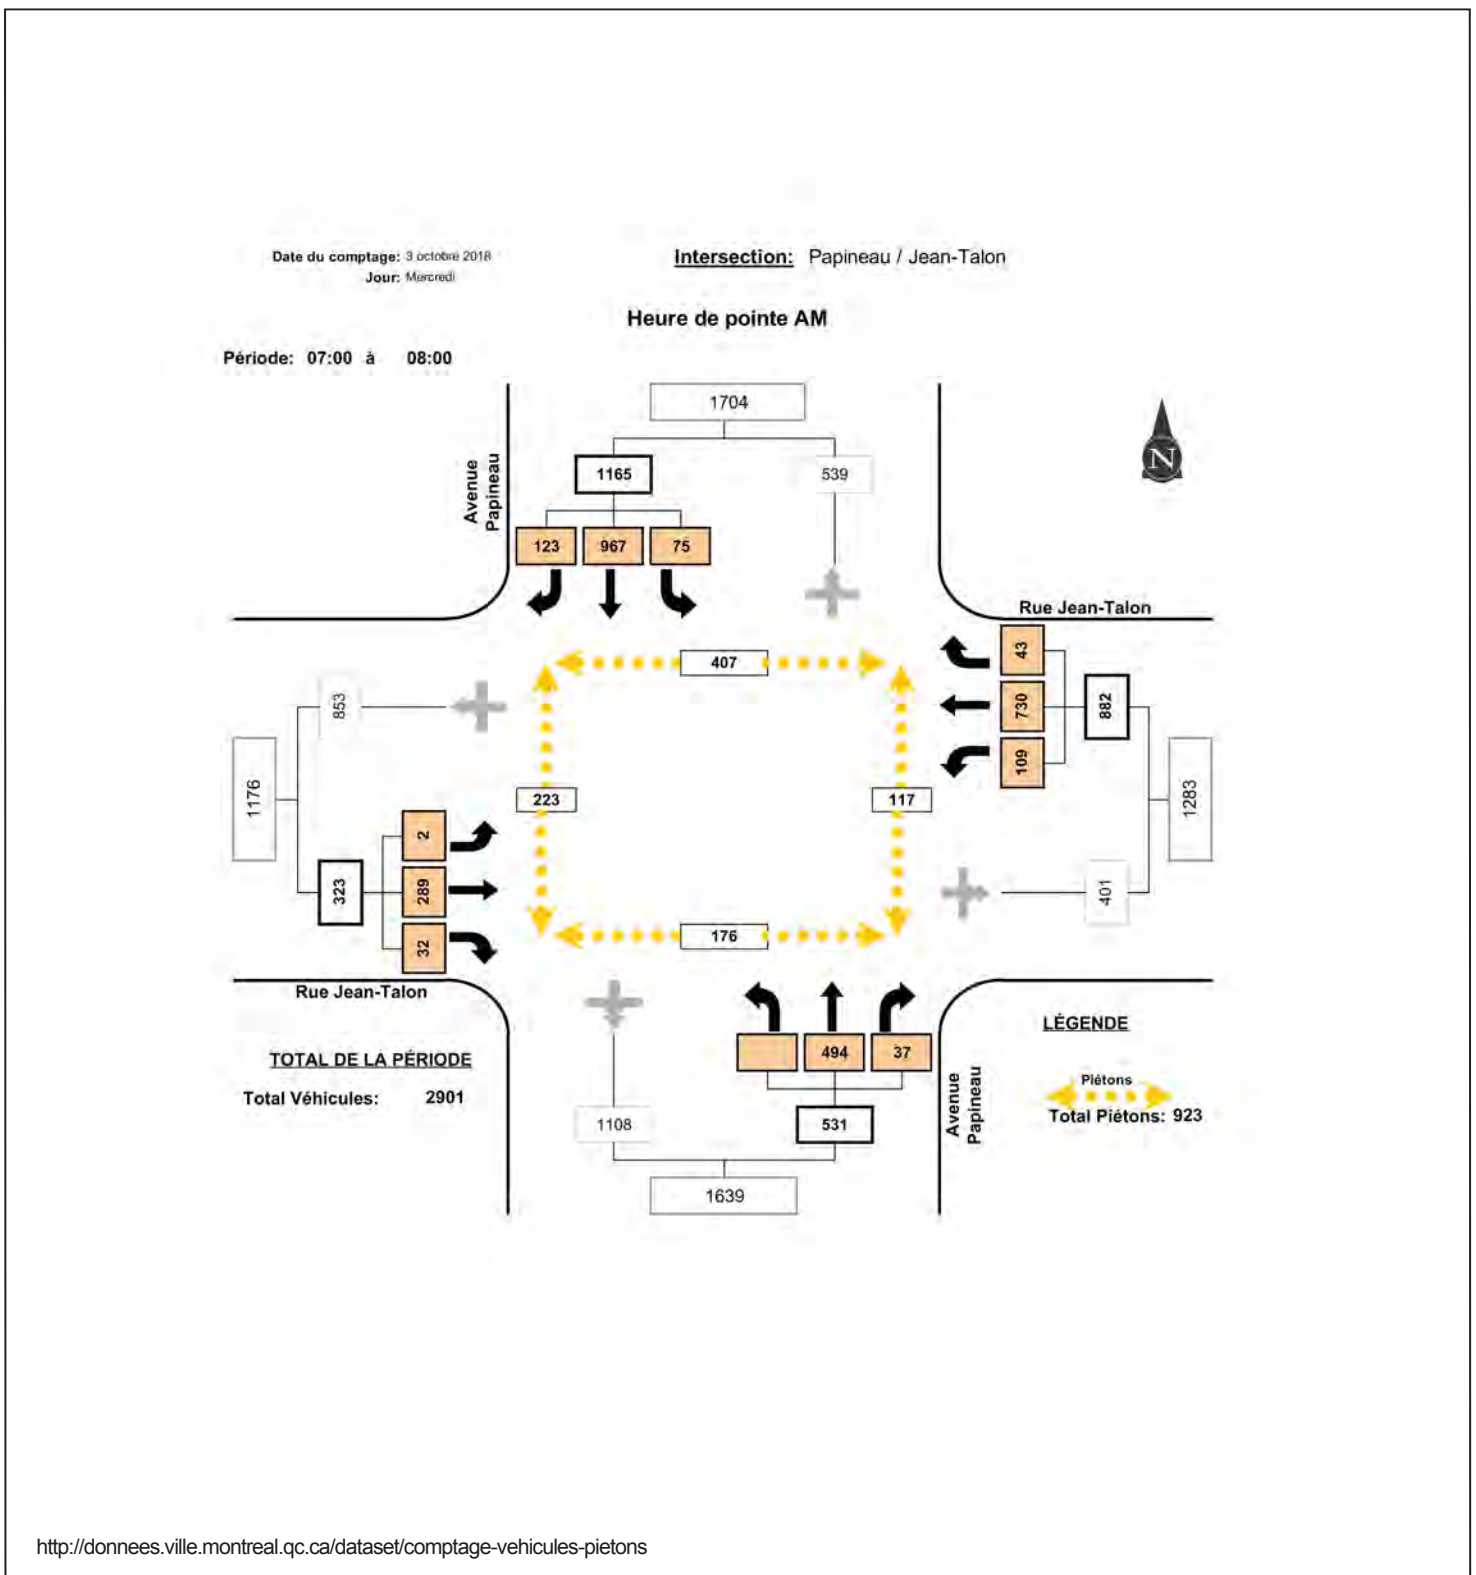 Date du comptage: 3 octobre 2018
Jour: Mercredi
Intersection: Papineau / Jean-Talon
Heure de pointe AM
Période: 07:00 à 08:00
1704
Avenue
Papineau
1165
539
N
123 967 75
Rue Jean-Talon
43
407
853
730
882
109
1176
223
117
1283
2
323
289
401
32
176
Rue Jean-Talon
494 37
LÉGENDE
TOTAL DE LA PÉRIODE
Total Véhicules: 2901
Avenue
Papineau
Piétons
Total Piétons: 923
1108
531
1639
http://donnees.ville.montreal.qc.ca/dataset/comptage-vehicules-pietons